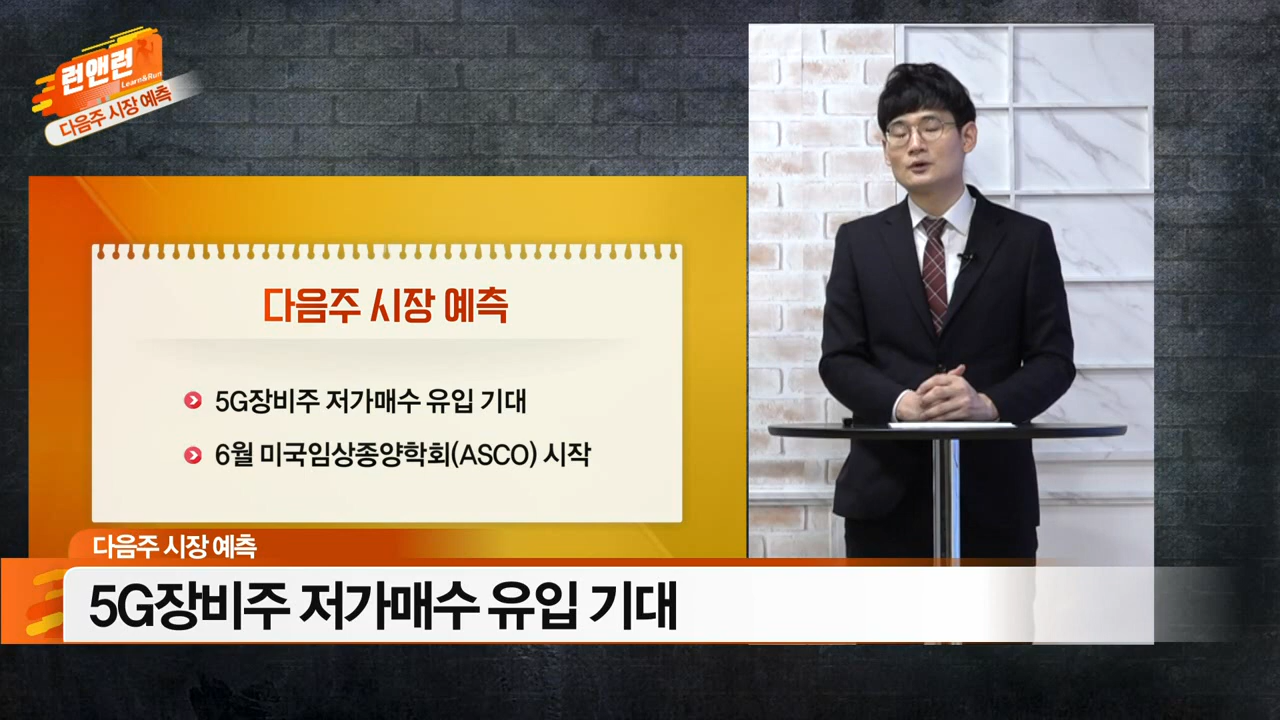 런앤런
Learn&Run
다음주 시장 예측
다음주 시장 예측
5G장비주 저가매수 유입 기대
6월 미국임상종양학회(ASCO) 시작
다음주 시장 예측
5G장비주 저가매수 유입 기대